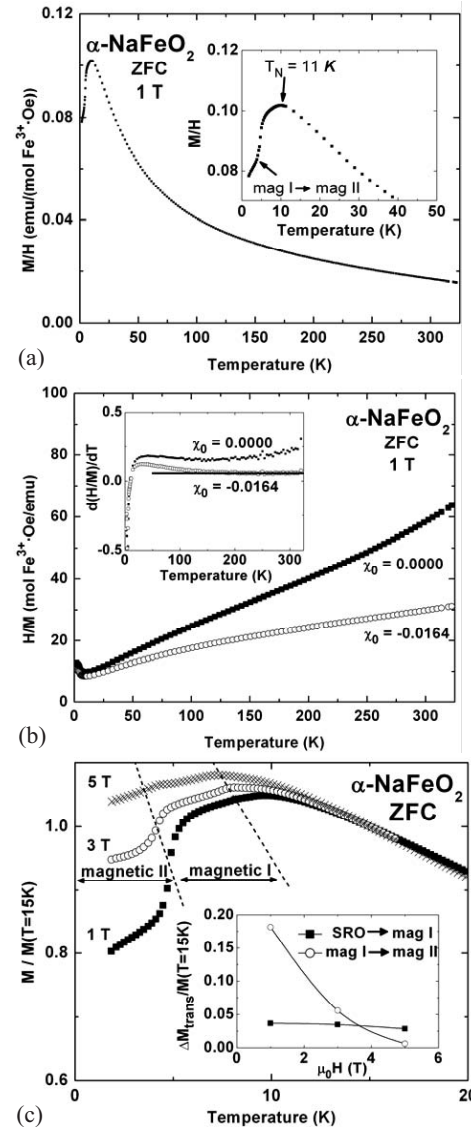 α-NaFeO2
ZFC
1 T
M/H (emu/(mol Fe3+·Oe))
0.12
0.08
0.04
0.00
0 50 100 150 200 250 300
Temperature (K)
M/H
0.12
0.10
0.08
TN = 11 K
mag I → mag II
0 10 20 30 40 50
Temperature (K)
(a)
α-NaFeO2
ZFC
1 T
H/M (mol Fe3+·Oe/emu)
100
80
60
40
20
0
0 50 100 150 200 250 300
Temperature (K)
d(H/M)/dT
0.5
0.0
-0.5
χ0 = 0.0000
χ0 = -0.0164
0 100 200 300
Temperature (K)
χ0 = 0.0000
χ0 = -0.0164
(b)
α-NaFeO2
ZFC
M / M(T=15K)
1.0
0.8
0.6
5 T
3 T
1 T
magnetic II
magnetic I
ΔMtrans/M(T=15K)
0.20
0.15
0.10
0.05
0.00
SRO → mag I
mag I → mag II
0 2 4 6
μ0H (T)
0 5 10 15 20
Temperature (K)
(c)